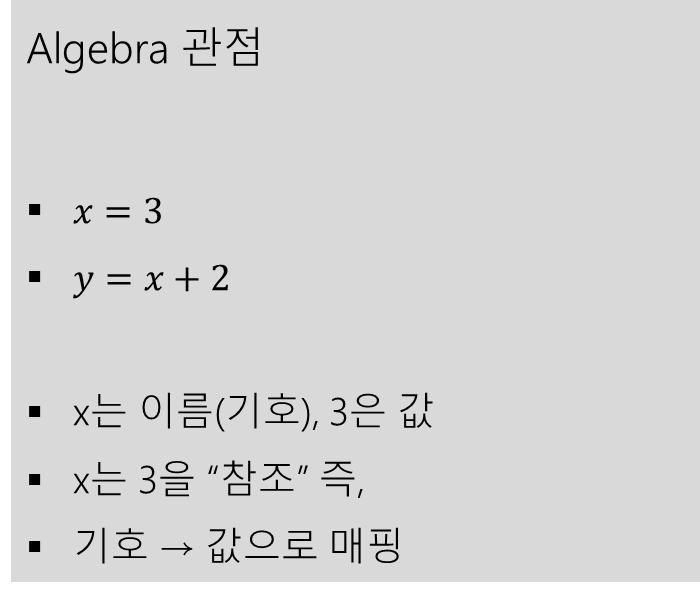 Algebra 관점
▪ x = 3
▪ y = x + 2
▪ x는 이름(기호), 3은 값
▪ x는 3을 “참조” 즉,
▪ 기호 → 값으로 매핑